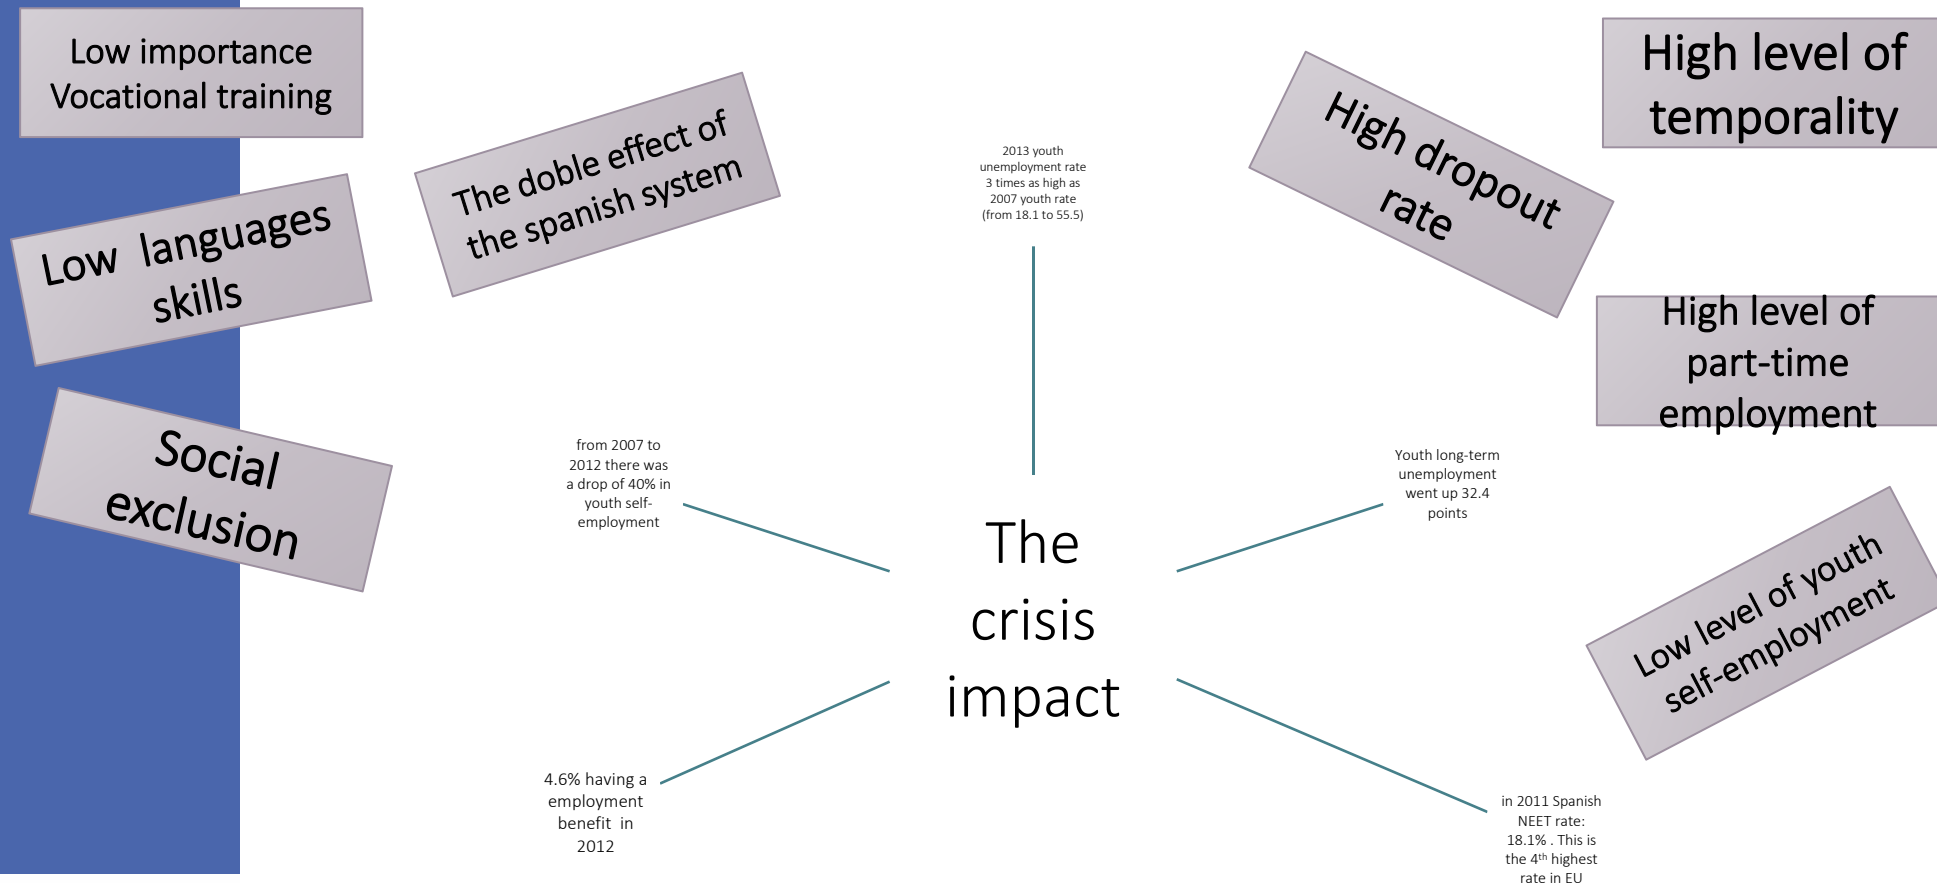 Low importance
Vocational training
Low languages
skills
Social
exclusion
The doble effect of
the spanish system
2013 youth
unemployment rate
3 times as high as
2007 youth rate
(from 18.1 to 55.5)
High dropout
rate
High level of
temporality
High level of
part-time
employment
from 2007 to
2012 there was
a drop of 40% in
youth self-
employment
Youth long-term
unemployment
went up 32.4
points
The
crisis
impact
Low level of youth
self-employment
4.6% having a
employment
benefit in
2012
in 2011 Spanish
NEET rate:
18.1% . This is
the 4th highest
rate in EU